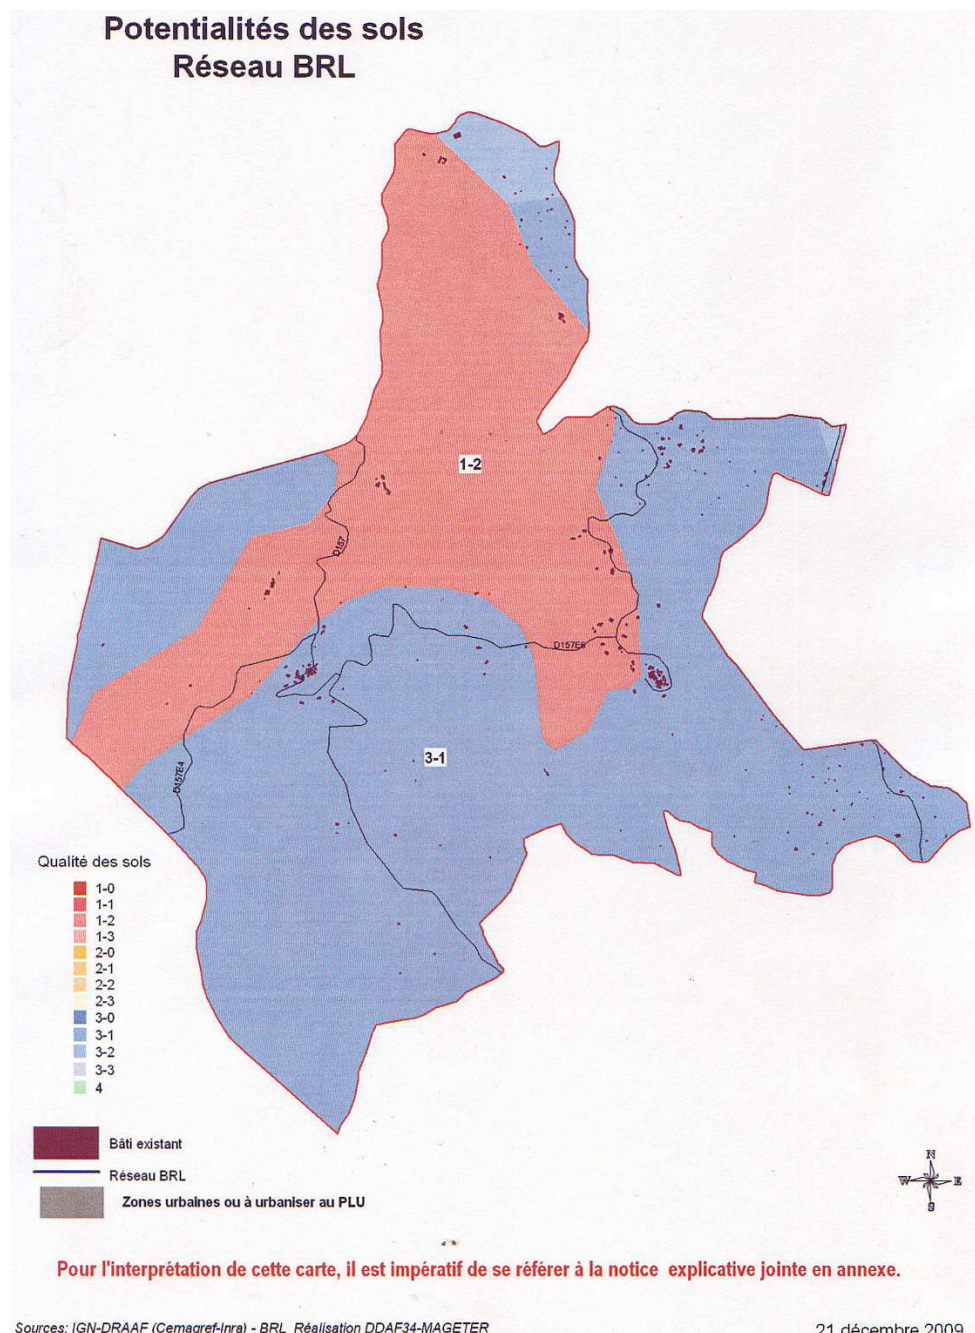 Potentialités des sols
Réseau BRL
1-2
D157
D157E6
3-1
D157E4
Qualité des sols
1-0
1-1
1-2
1-3
2-0
2-1
2-2
2-3
3-0
3-1
3-2
3-3
4
Bâti existant
Réseau BRL
Zones urbaines ou à urbaniser au PLU
N
W
E
S
Pour l'interprétation de cette carte, il est impératif de se référer à la notice explicative jointe en annexe.
Sources: IGN-DRAAF (Cemagref-Inra) - BRL Réalisation DDAF34-MAGETER
21 décembre 2009